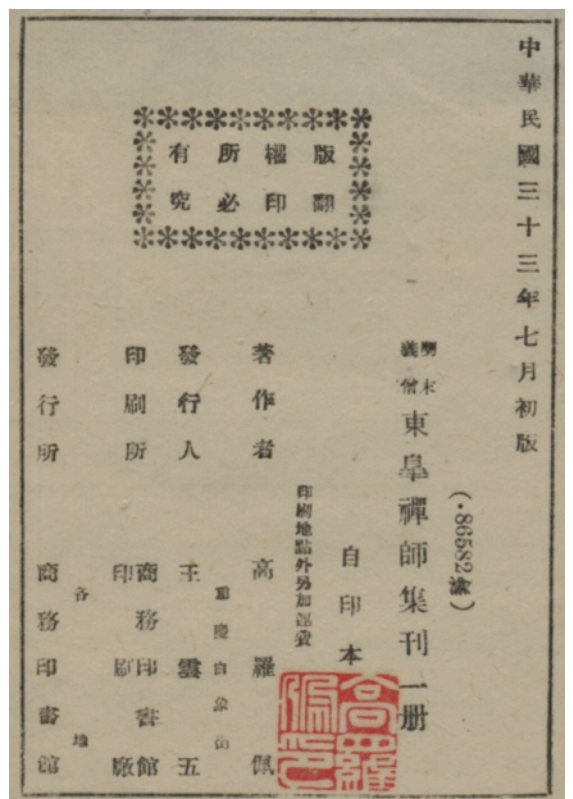 中華民國三十三年七月初版
(·86582渝)
明末義僧東皐禪師集刊一册
自印本
印刷地點外另加運費
著作者 高羅佩
重慶白象街
發行人 王雲五
印刷所 商務印書館印刷廠
各地
發行所 商務印書館
版權所有
翻印必究
高羅佩印